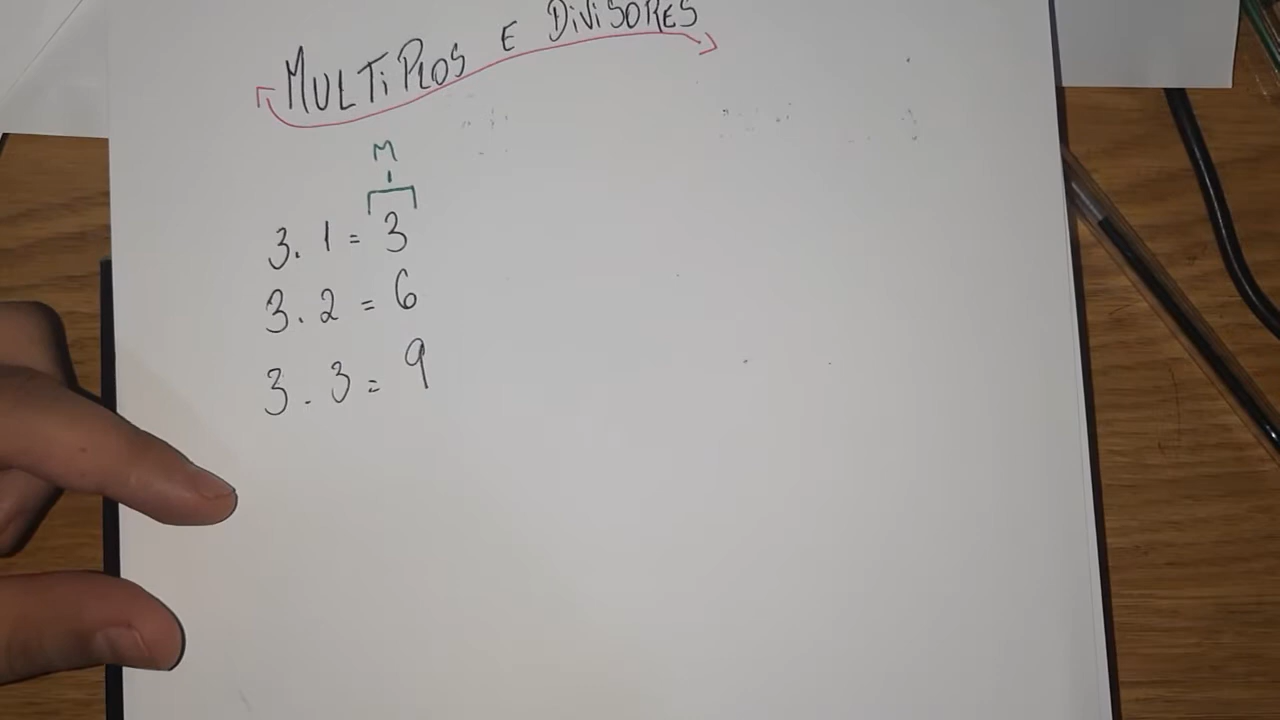 MULTIPLOS E DIVISORES
M
3. 1 = 3
3. 2 = 6
3. 3 = 9